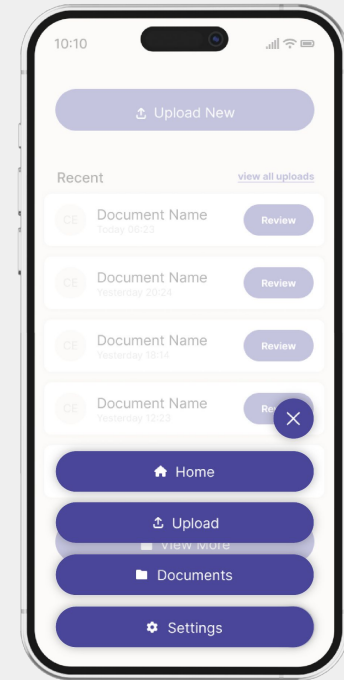 10:10
Upload New
Recent
view all uploads
CE
Document Name
Today 08:23
Review
CE
Document Name
Yesterday 20:24
Review
CE
Document Name
Yesterday 18:14
Review
CE
Document Name
Yesterday 12:23
Re
Home
Upload
View More
Documents
Settings